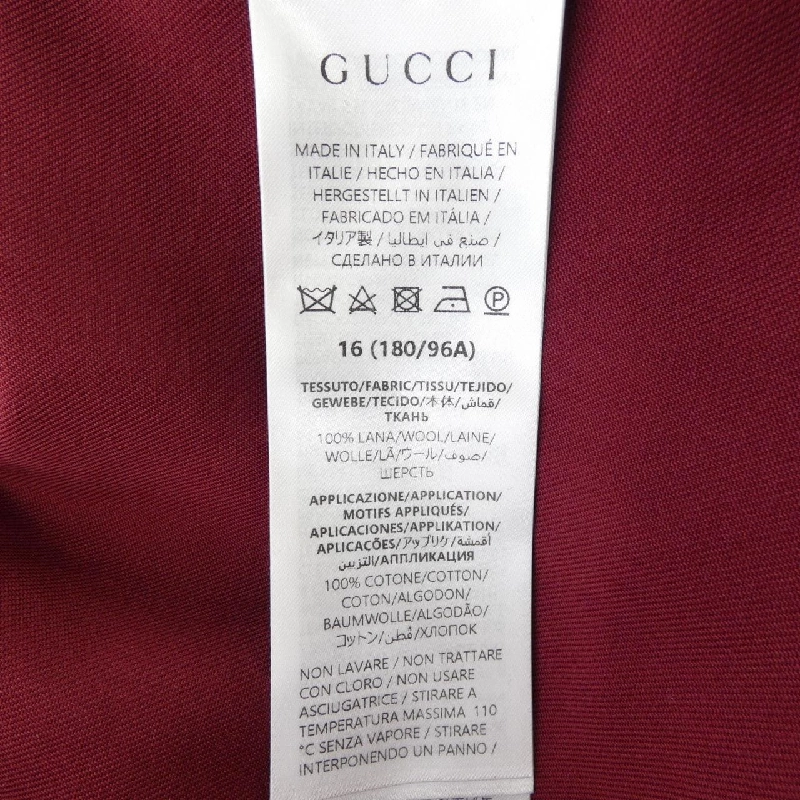 GUCCI
MADE IN ITALY / FABRIQUÉ EN
ITALIE / HECHO EN ITALIA /
HERGESTELLT IN ITALIEN /
FABRICADO EM ITÁLIA /
イタリア製 / صنع في ايطاليا /
СДЕЛАНО В ИТАЛИИ
P
16 (180/96A)
TESSUTO/FABRIC/TISSU/TEJIDO/
GEWEBE/TECIDO/本体/قماش/
ТКАНЬ
100% LANA/WOOL/LAINE/
WOLLE/LÃ/ウール/صوف/
ШЕРСТЬ
APPLICAZIONE/APPLICATION/
MOTIFS APPLIQUÉS/
APLICACIONES/APPLIKATION/
APLICAÇÕES/アップリケ/أقمشة
التزيين/АППЛИКАЦИЯ
100% COTONE/COTTON/
COTON/ALGODON/
BAUMWOLLE/ALGODÃO/
コットン/قطن/ХЛОПОК
NON LAVARE / NON TRATTARE
CON CLORO / NON USARE
ASCIUGATRICE / STIRARE A
TEMPERATURA MASSIMA 110
°C SENZA VAPORE / STIRARE
INTERPONENDO UN PANNO /